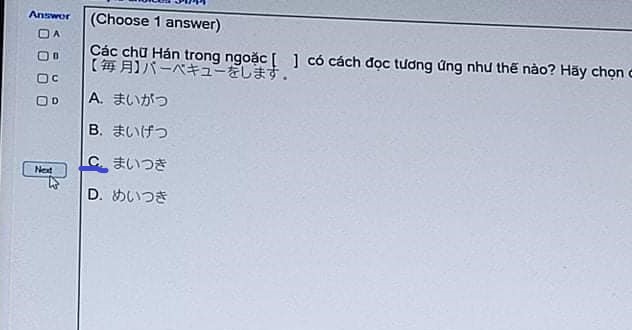 Answer
(Choose 1 answer)
A
B
C
D
Các chữ Hán trong ngoặc [ ] có cách đọc tương ứng như thế nào? Hãy chọn
【毎 月】バーベキューをします。
A. まいがつ
B. まいげつ
C. まいつき
D. めいつき
Next